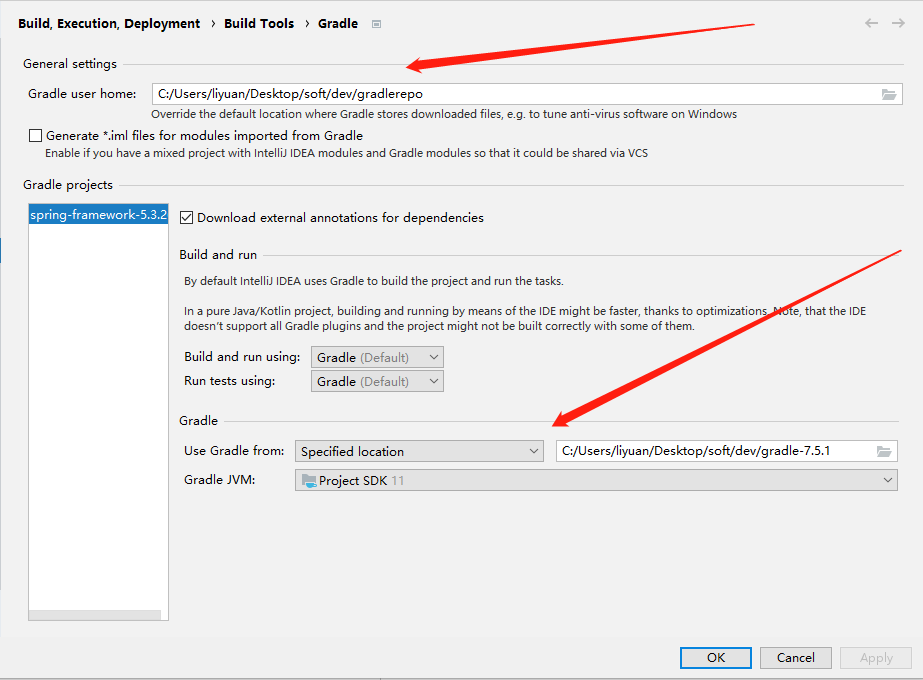 Build, Execution, Deployment › Build Tools › Gradle
General settings
Gradle user home: C:/Users/liyuan/Desktop/soft/dev/gradlerepo
Override the default location where Gradle stores downloaded files, e.g. to tune anti-virus software on Windows
Generate *.iml files for modules imported from Gradle
Enable if you have a mixed project with IntelliJ IDEA modules and Gradle modules so that it could be shared via VCS
Gradle projects
spring-framework-5.3.2
Download external annotations for dependencies
Build and run
By default IntelliJ IDEA uses Gradle to build the project and run the tasks.
In a pure Java/Kotlin project, building and running by means of the IDE might be faster, thanks to optimizations. Note, that the IDE
doesn't support all Gradle plugins and the project might not be built correctly with some of them.
Build and run using: Gradle (Default)
Run tests using: Gradle (Default)
Gradle
Use Gradle from: Specified location C:/Users/liyuan/Desktop/soft/dev/gradle-7.5.1
Gradle JVM: Project SDK 11
OK Cancel Apply